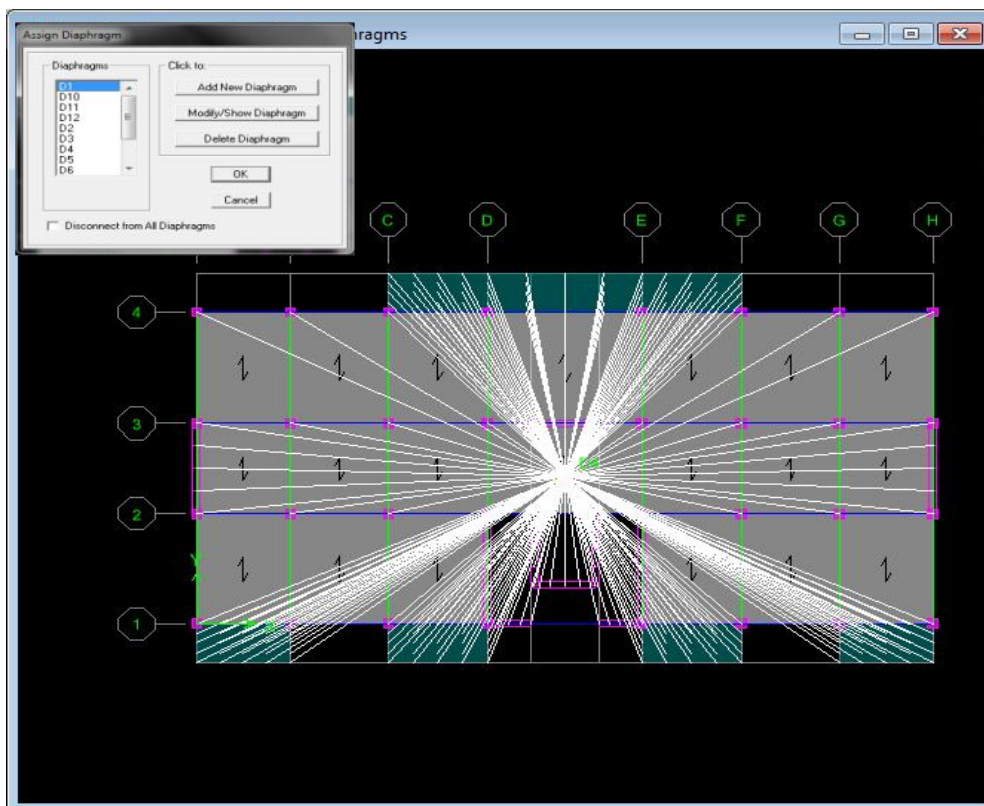 hragms
Assign Diaphragm
Diaphragms
D1
D10
D11
D12
D2
D3
D4
D5
D6
Click to:
Add New Diaphragm
Modify/Show Diaphragm
Delete Diaphragm
OK
Cancel
Disconnect from All Diaphragms
C D E F G H
4
3
2
1
Y